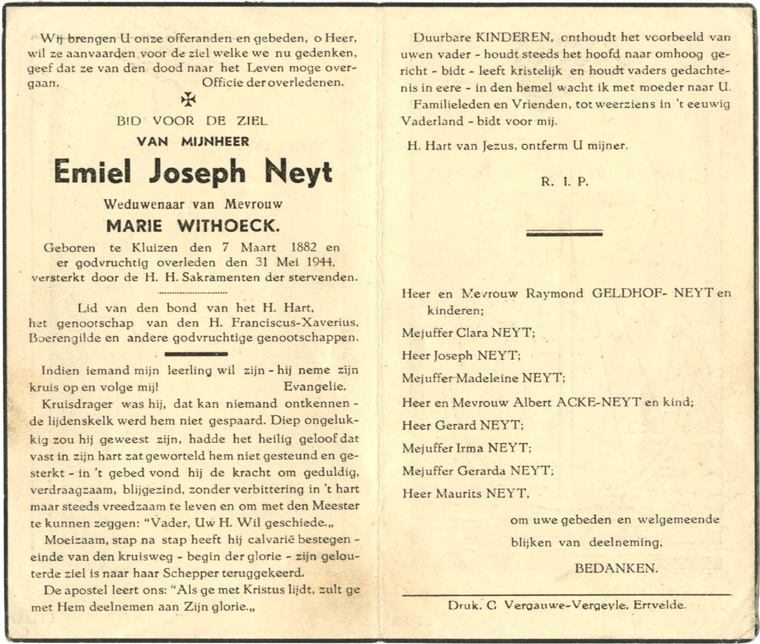 Wij brengen U onze offeranden en gebeden, o Heer,
wil ze aanvaarden voor de ziel welke we nu gedenken,
geef dat ze van den dood naar het Leven moge over-
gaan. Officie der overledenen.
BID VOOR DE ZIEL
VAN MIJNHEER
Emiel Joseph Neyt
Weduwenaar van Mevrouw
MARIE WITHOECK.
Geboren te Kluizen den 7 Maart 1882 en
er godvruchtig overleden den 31 Mei 1944,
versterkt door de H. H. Sakramenten der stervenden.
Lid van den bond van het H. Hart,
het genootschap van den H. Franciscus-Xaverius,
Boerengilde en andere godvruchtige genootschappen.
Indien iemand mijn leerling wil zijn - hij neme zijn
kruis op en volge mij! Evangelie.
Kruisdrager was hij, dat kan niemand ontkennen -
de lijdenskelk werd hem niet gespaard. Diep ongeluk-
kig zou hij geweest zijn, hadde het heilig geloof dat
vast in zijn hart zat geworteld hem niet gesteund en ge-
sterkt - in 't gebed vond hij de kracht om geduldig,
verdraagzaam, blijgezind, zonder verbittering in 't hart
maar steeds vreedzaam te leven en om met den Meester
te kunnen zeggen: "Vader, Uw H. Wil geschiede.„
Moeizaam, stap na stap heeft hij calvarië bestegen -
einde van den kruisweg - begin der glorie - zijn gelou-
terde ziel is naar haar Schepper teruggekeerd.
De apostel leert ons: "Als ge met Kristus lijdt, zult ge
met Hem deelnemen aan Zijn glorie.„
Duurbare KINDEREN, onthoudt het voorbeeld van
uwen vader - houdt steeds het hoofd naar omhoog ge-
richt - bidt - leeft kristelijk en houdt vaders gedachte-
nis in eere - in den hemel wacht ik met moeder naar U.
Familieleden en Vrienden, tot weerziens in 't eeuwig
Vaderland - bidt voor mij.
H. Hart van Jezus, ontferm U mijner.
R. I. P.
Heer en Mevrouw Raymond GELDHOF- NEYT en
kinderen;
Mejuffer Clara NEYT;
Heer Joseph NEYT;
Mejuffer Madeleine NEYT;
Heer en Mevrouw Albert ACKE-NEYT en kind;
Heer Gerard NEYT;
Mejuffer Irma NEYT;
Mejuffer Gerarda NEYT;
Heer Maurits NEYT,
om uwe gebeden en welgemeende
blijken van deelneming,
BEDANKEN.
Druk. C. Vergauwe-Vergeyle, Ertvelde.